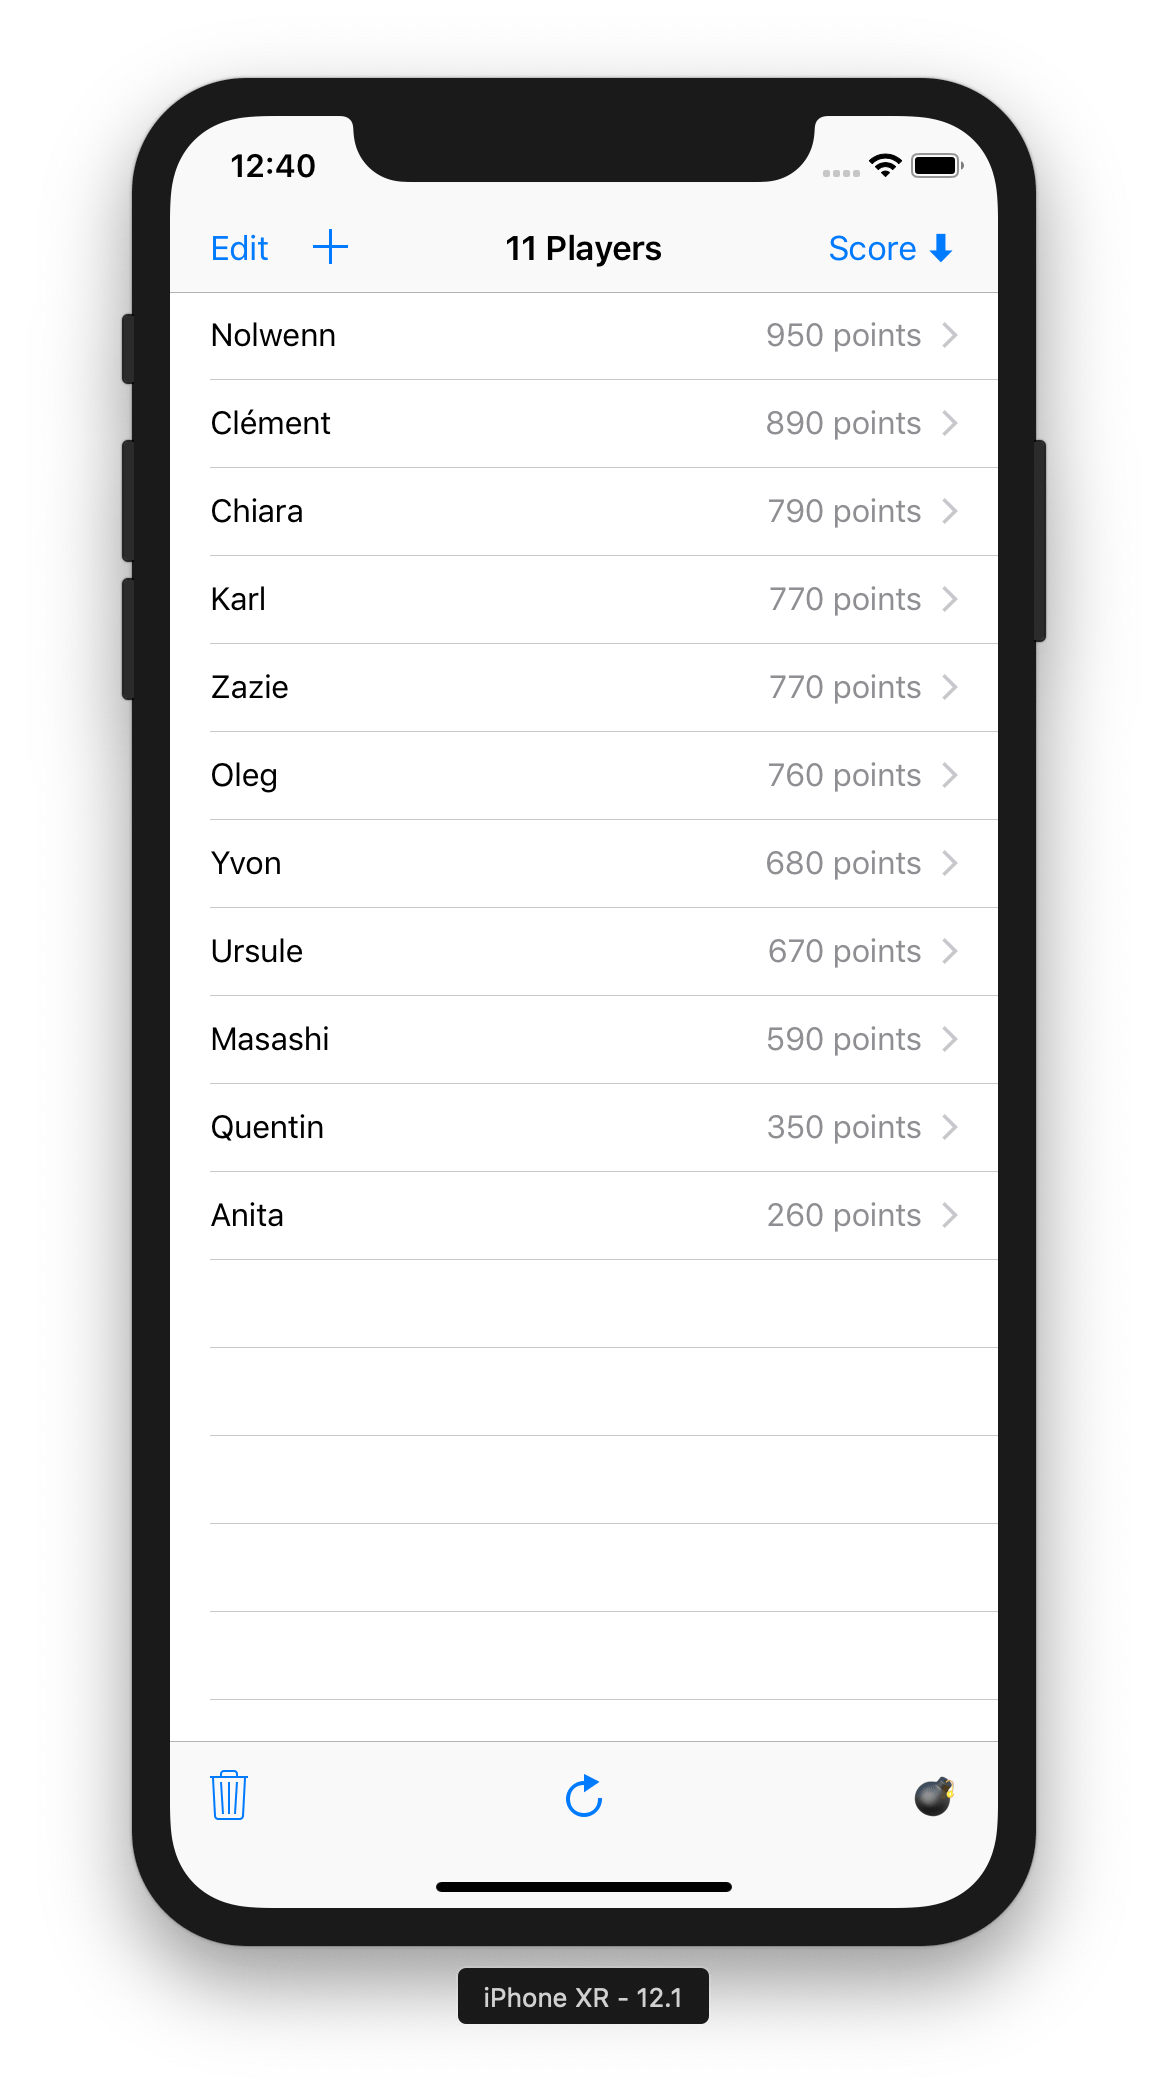 12:40
Edit 11 Players Score
Nolwenn 950 points
Clément 890 points
Chiara 790 points
Karl 770 points
Zazie 770 points
Oleg 760 points
Yvon 680 points
Ursule 670 points
Masashi 590 points
Quentin 350 points
Anita 260 points
iPhone XR - 12.1